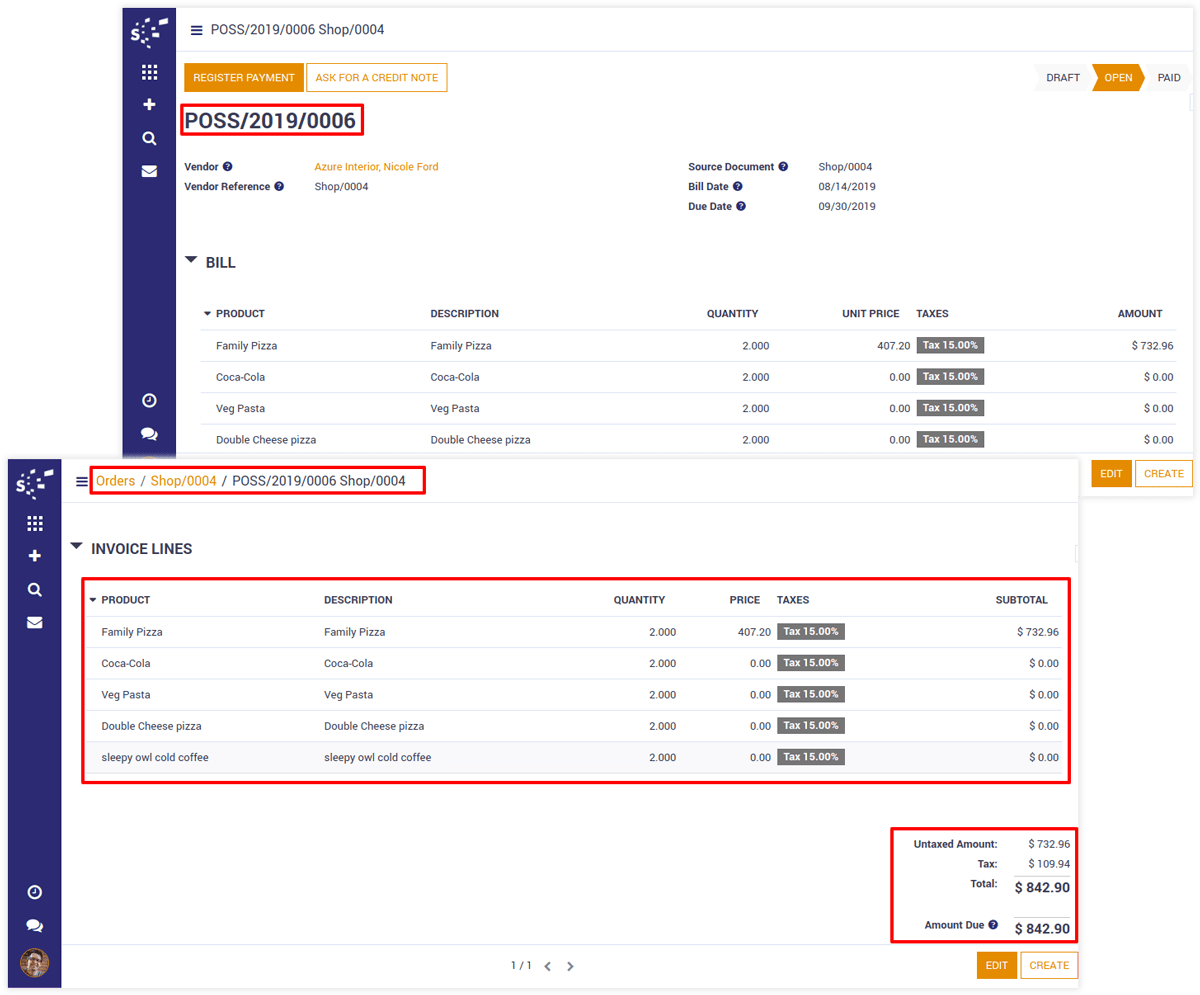 POSS/2019/0006 Shop/0004
REGISTER PAYMENT ASK FOR A CREDIT NOTE DRAFT OPEN PAID
POSS/2019/0006
Vendor ? Azure Interior, Nicole Ford Source Document ? Shop/0004
Vendor Reference ? Shop/0004 Bill Date ? 08/14/2019
Due Date ? 09/30/2019
BILL
PRODUCT DESCRIPTION QUANTITY UNIT PRICE TAXES AMOUNT
Family Pizza Family Pizza 2.000 407.20 Tax 15.00% $ 732.96
Coca-Cola Coca-Cola 2.000 0.00 Tax 15.00% $ 0.00
Veg Pasta Veg Pasta 2.000 0.00 Tax 15.00% $ 0.00
Double Cheese pizza Double Cheese pizza 2.000 0.00 Tax 15.00% $ 0.00
EDIT CREATE
Orders / Shop/0004 / POSS/2019/0006 Shop/0004
INVOICE LINES
PRODUCT DESCRIPTION QUANTITY PRICE TAXES SUBTOTAL
Family Pizza Family Pizza 2.000 407.20 Tax 15.00% $ 732.96
Coca-Cola Coca-Cola 2.000 0.00 Tax 15.00% $ 0.00
Veg Pasta Veg Pasta 2.000 0.00 Tax 15.00% $ 0.00
Double Cheese pizza Double Cheese pizza 2.000 0.00 Tax 15.00% $ 0.00
sleepy owl cold coffee sleepy owl cold coffee 2.000 0.00 Tax 15.00% $ 0.00
Untaxed Amount: $ 732.96
Tax: $ 109.94
Total: $ 842.90
Amount Due ? $ 842.90
1 / 1
EDIT CREATE